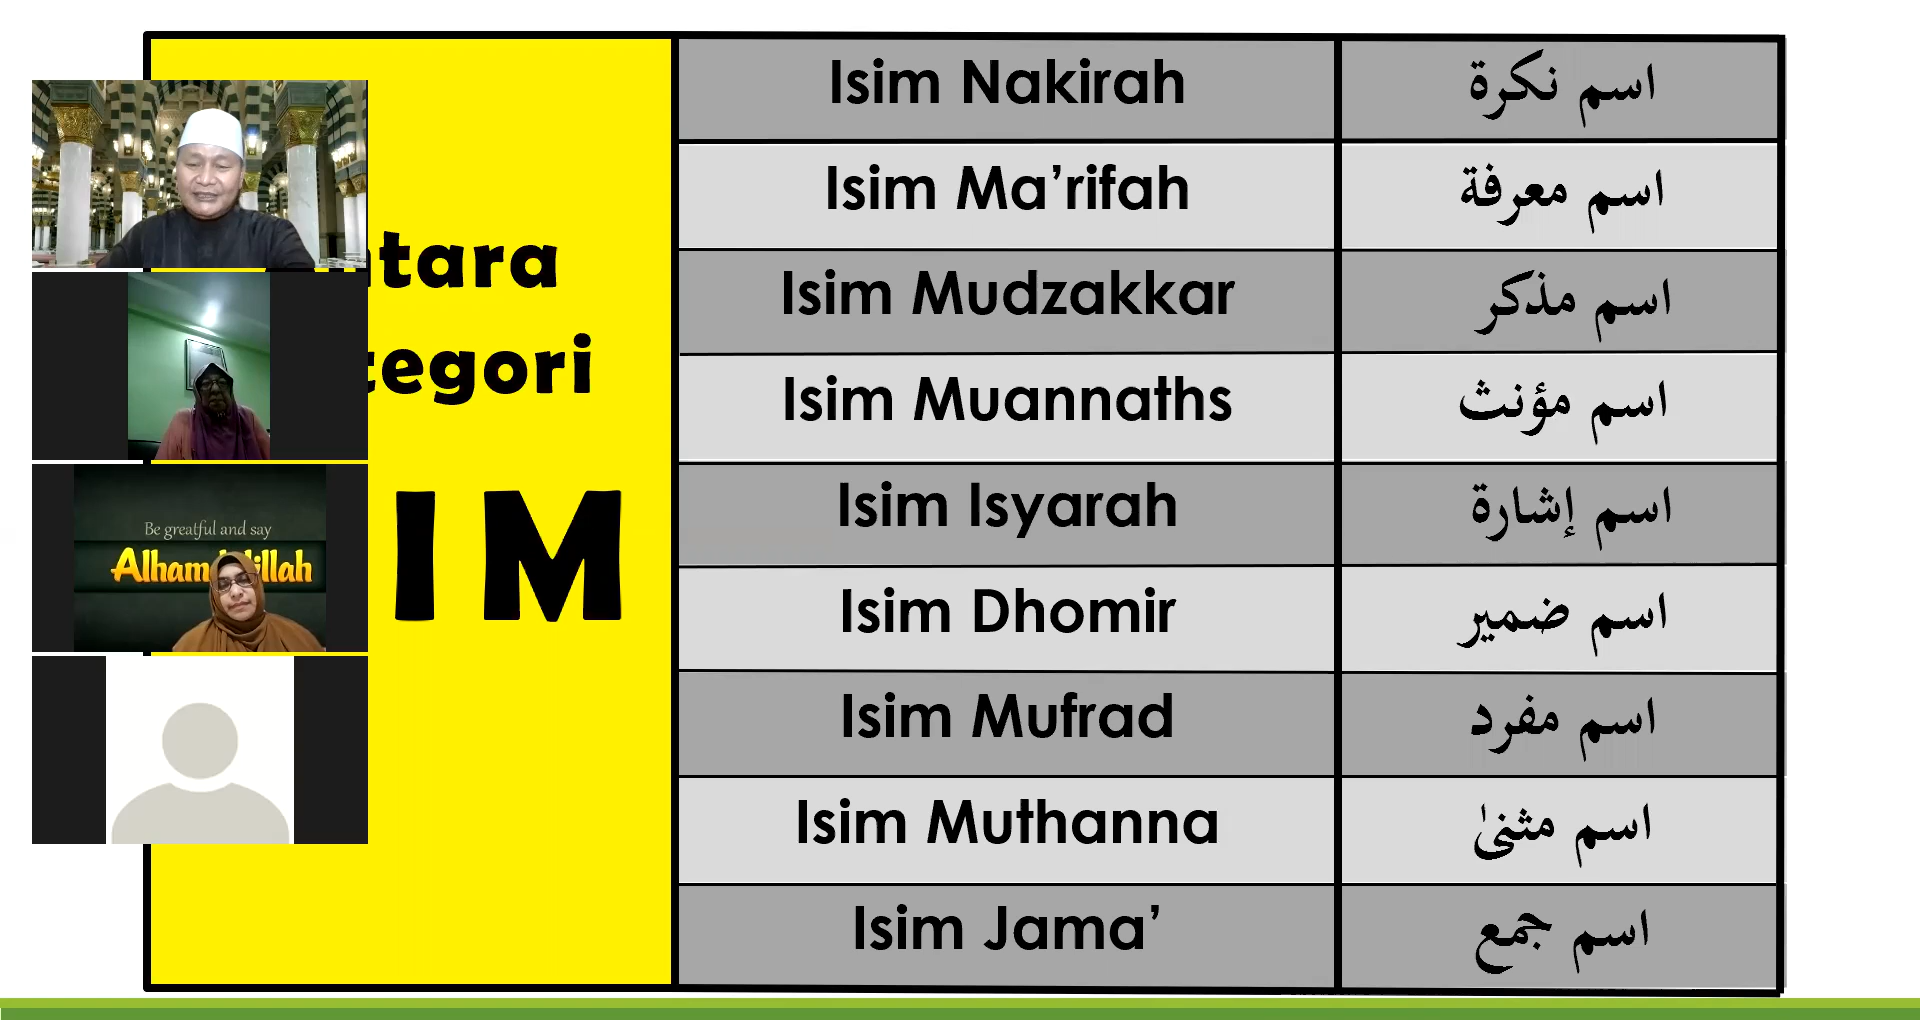 Be greatful and say
tara
tegori
IM
Isim Nakirah
اسم نكرة
Isim Ma’rifah
اسم معرفة
Isim Mudzakkar
اسم مذكر
Isim Muannaths
اسم مؤنث
Isim Isyarah
اسم إشارة
Isim Dhomir
اسم ضمير
Isim Mufrad
اسم مفرد
Isim Muthanna
اسم مثنىٰ
Isim Jama’
اسم جمع